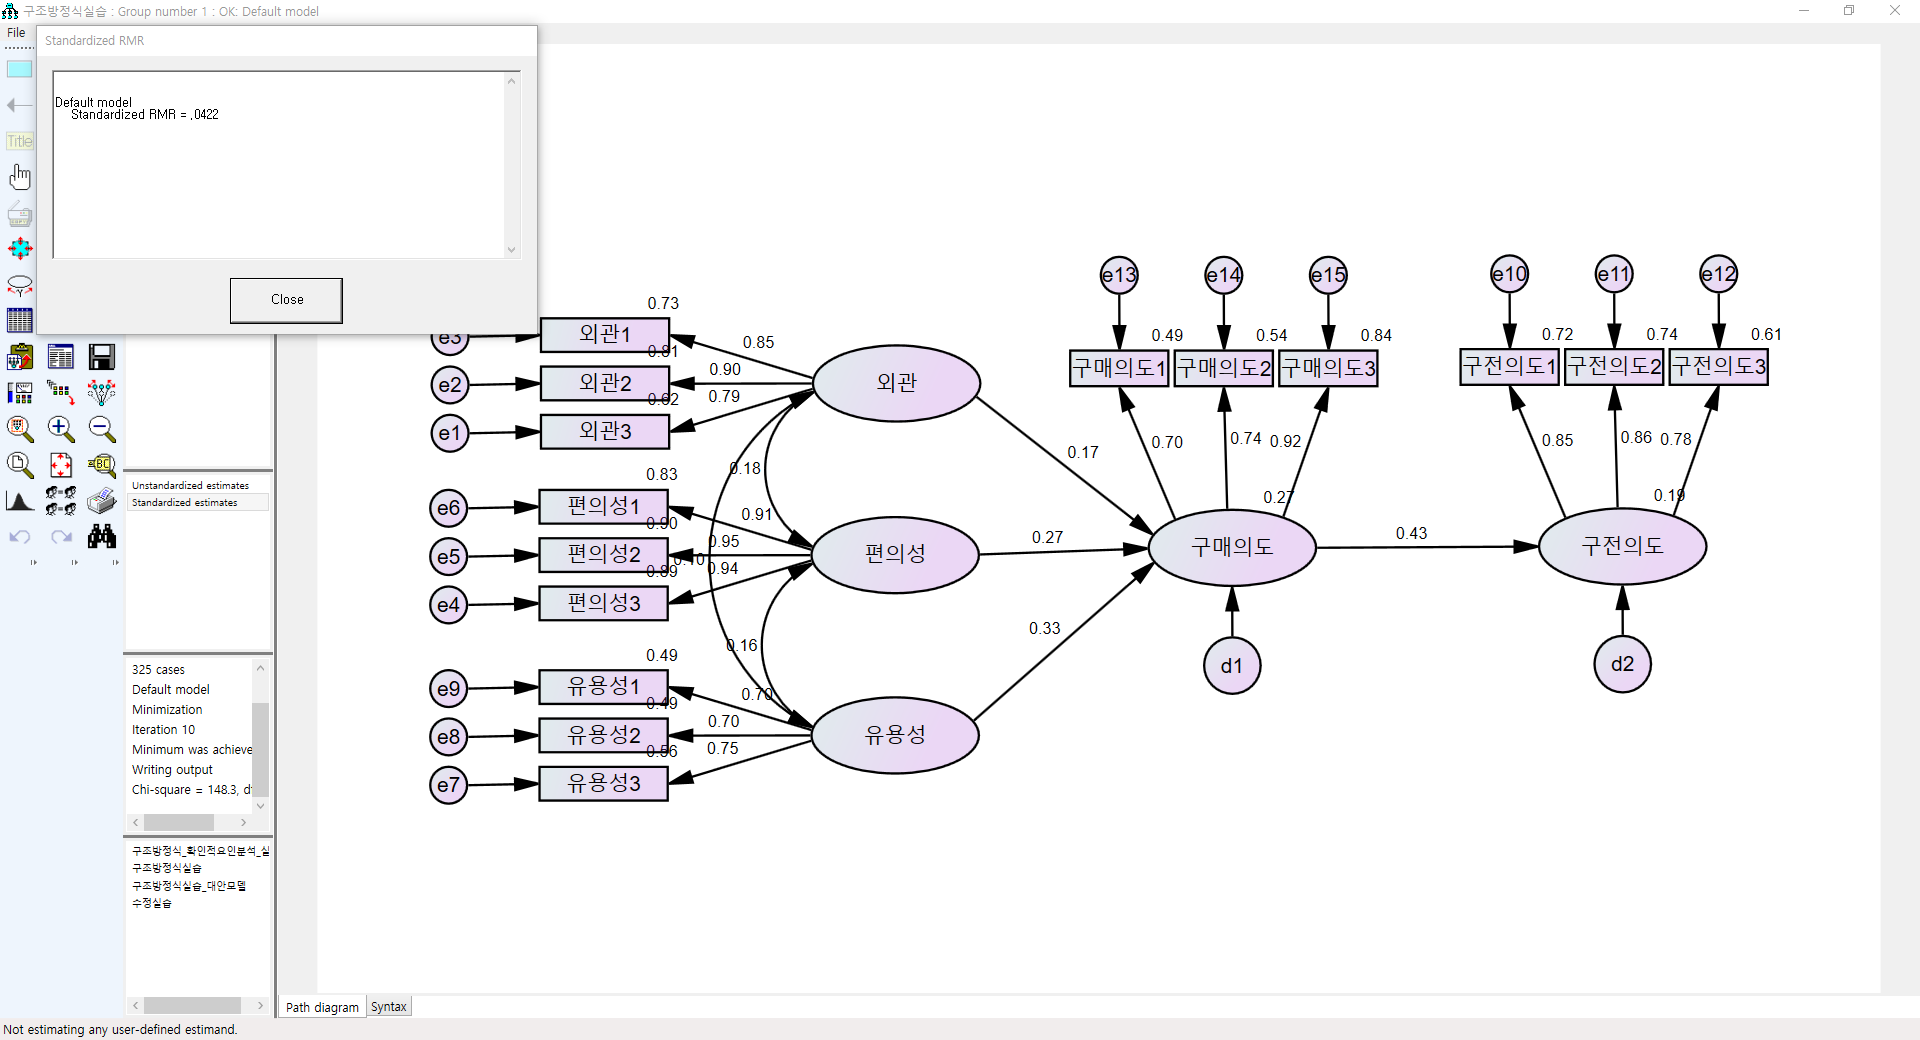 구조방정식실습 : Group number 1 : OK: Default model
File
Standardized RMR
Default model
Standardized RMR = ,0422
Close
Title
Unstandardized estimates
Standardized estimates
325 cases
Default model
Minimization
Iteration 10
Minimum was achieve
Writing output
Chi-square = 148.3, d
구조방정식_확인적요인분석_실
구조방정식실습
구조방정식실습_대안모델
수정실습
0.73
e3
외관1
0.81
0.85
e2
외관2
0.90
0.62
0.79
e1
외관3
외관
0.83
e6
편의성1
0.90
0.91
e5
편의성2
0.95
0.89
0.94
e4
편의성3
편의성
0.49
e9
유용성1
0.49
0.70
e8
유용성2
0.70
0.56
0.75
e7
유용성3
유용성
0.18
0.10
0.16
0.17
0.27
0.33
e13
e14
e15
0.49
0.54
0.84
구매의도1
구매의도2
구매의도3
0.70
0.74
0.92
0.27
구매의도
d1
0.43
e10
e11
e12
0.72
0.74
0.61
구전의도1
구전의도2
구전의도3
0.85
0.86
0.78
0.19
구전의도
d2
Path diagram
Syntax
Not estimating any user-defined estimand.